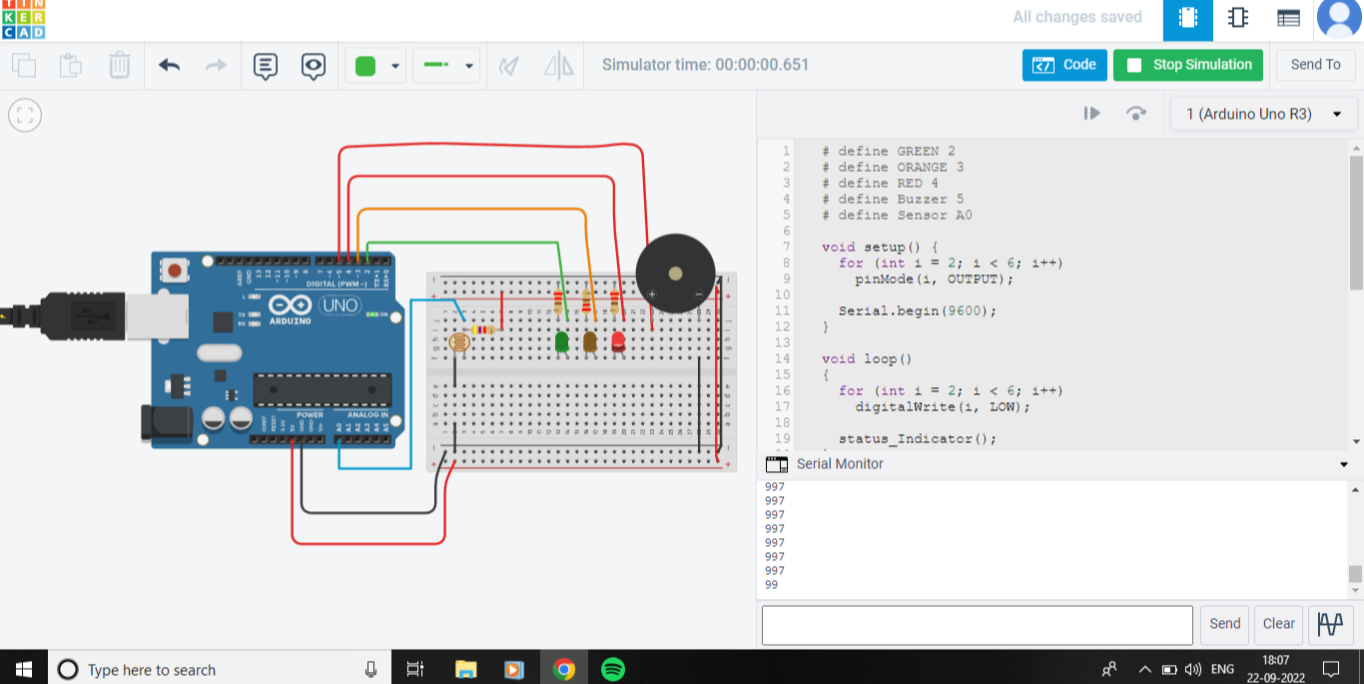 TIN
KER
CAD
All changes saved
Simulator time: 00:00:00.651
Code
Stop Simulation
Send To
1 (Arduino Uno R3)
1 # define GREEN 2
2 # define ORANGE 3
3 # define RED 4
4 # define Buzzer 5
5 # define Sensor A0
6
7 void setup() {
8 for (int i = 2; i < 6; i++)
9 pinMode(i, OUTPUT);
10
11 Serial.begin(9600);
12 }
13
14 void loop()
15 {
16 for (int i = 2; i < 6; i++)
17 digitalWrite(i, LOW);
18
19 status_Indicator();
DIGITAL (PWM~)
UNO
ARDUINO
POWER
ANALOG IN
Serial Monitor
997
997
997
997
997
997
997
99
Send
Clear
Type here to search
ENG
18:07
22-09-2022